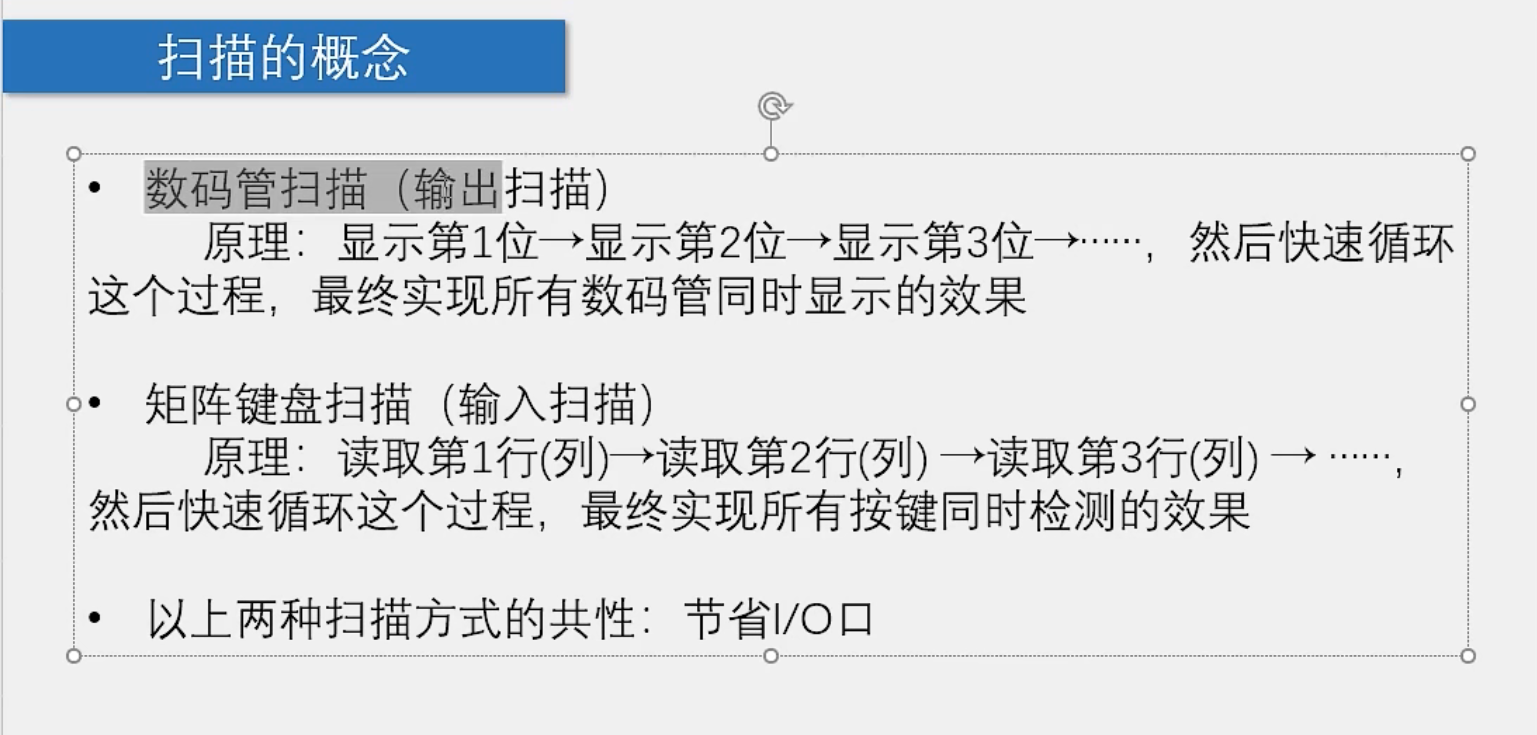 扫描的概念
• 数码管扫描（输出扫描）
原理：显示第1位→显示第2位→显示第3位→……，然后快速循环
这个过程，最终实现所有数码管同时显示的效果
• 矩阵键盘扫描（输入扫描）
原理：读取第1行(列)→读取第2行(列) →读取第3行(列) → ……，
然后快速循环这个过程，最终实现所有按键同时检测的效果
• 以上两种扫描方式的共性：节省I/O口